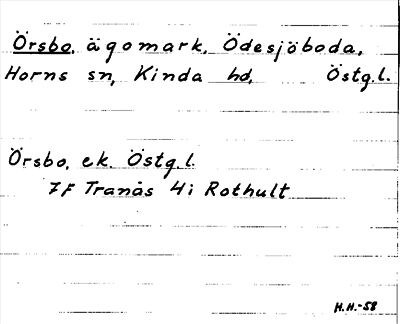 Örsbo, ägomark, Ödesjöboda,
Horns sn, Kinda hd, Östg.l.
Örsbo, ek. Östg.l.
7F Tranås 4i Rothult
H.H.-58